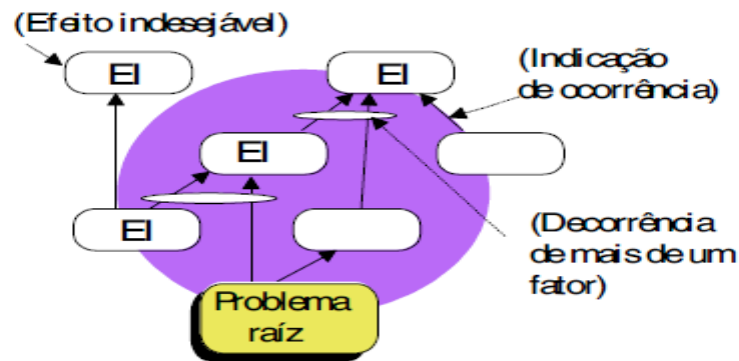 (Efeito indesejável)
EI
EI
(Indicação
de ocorrência)
EI
EI
(Decorrência
de mais de um
fator)
Problema
raíz